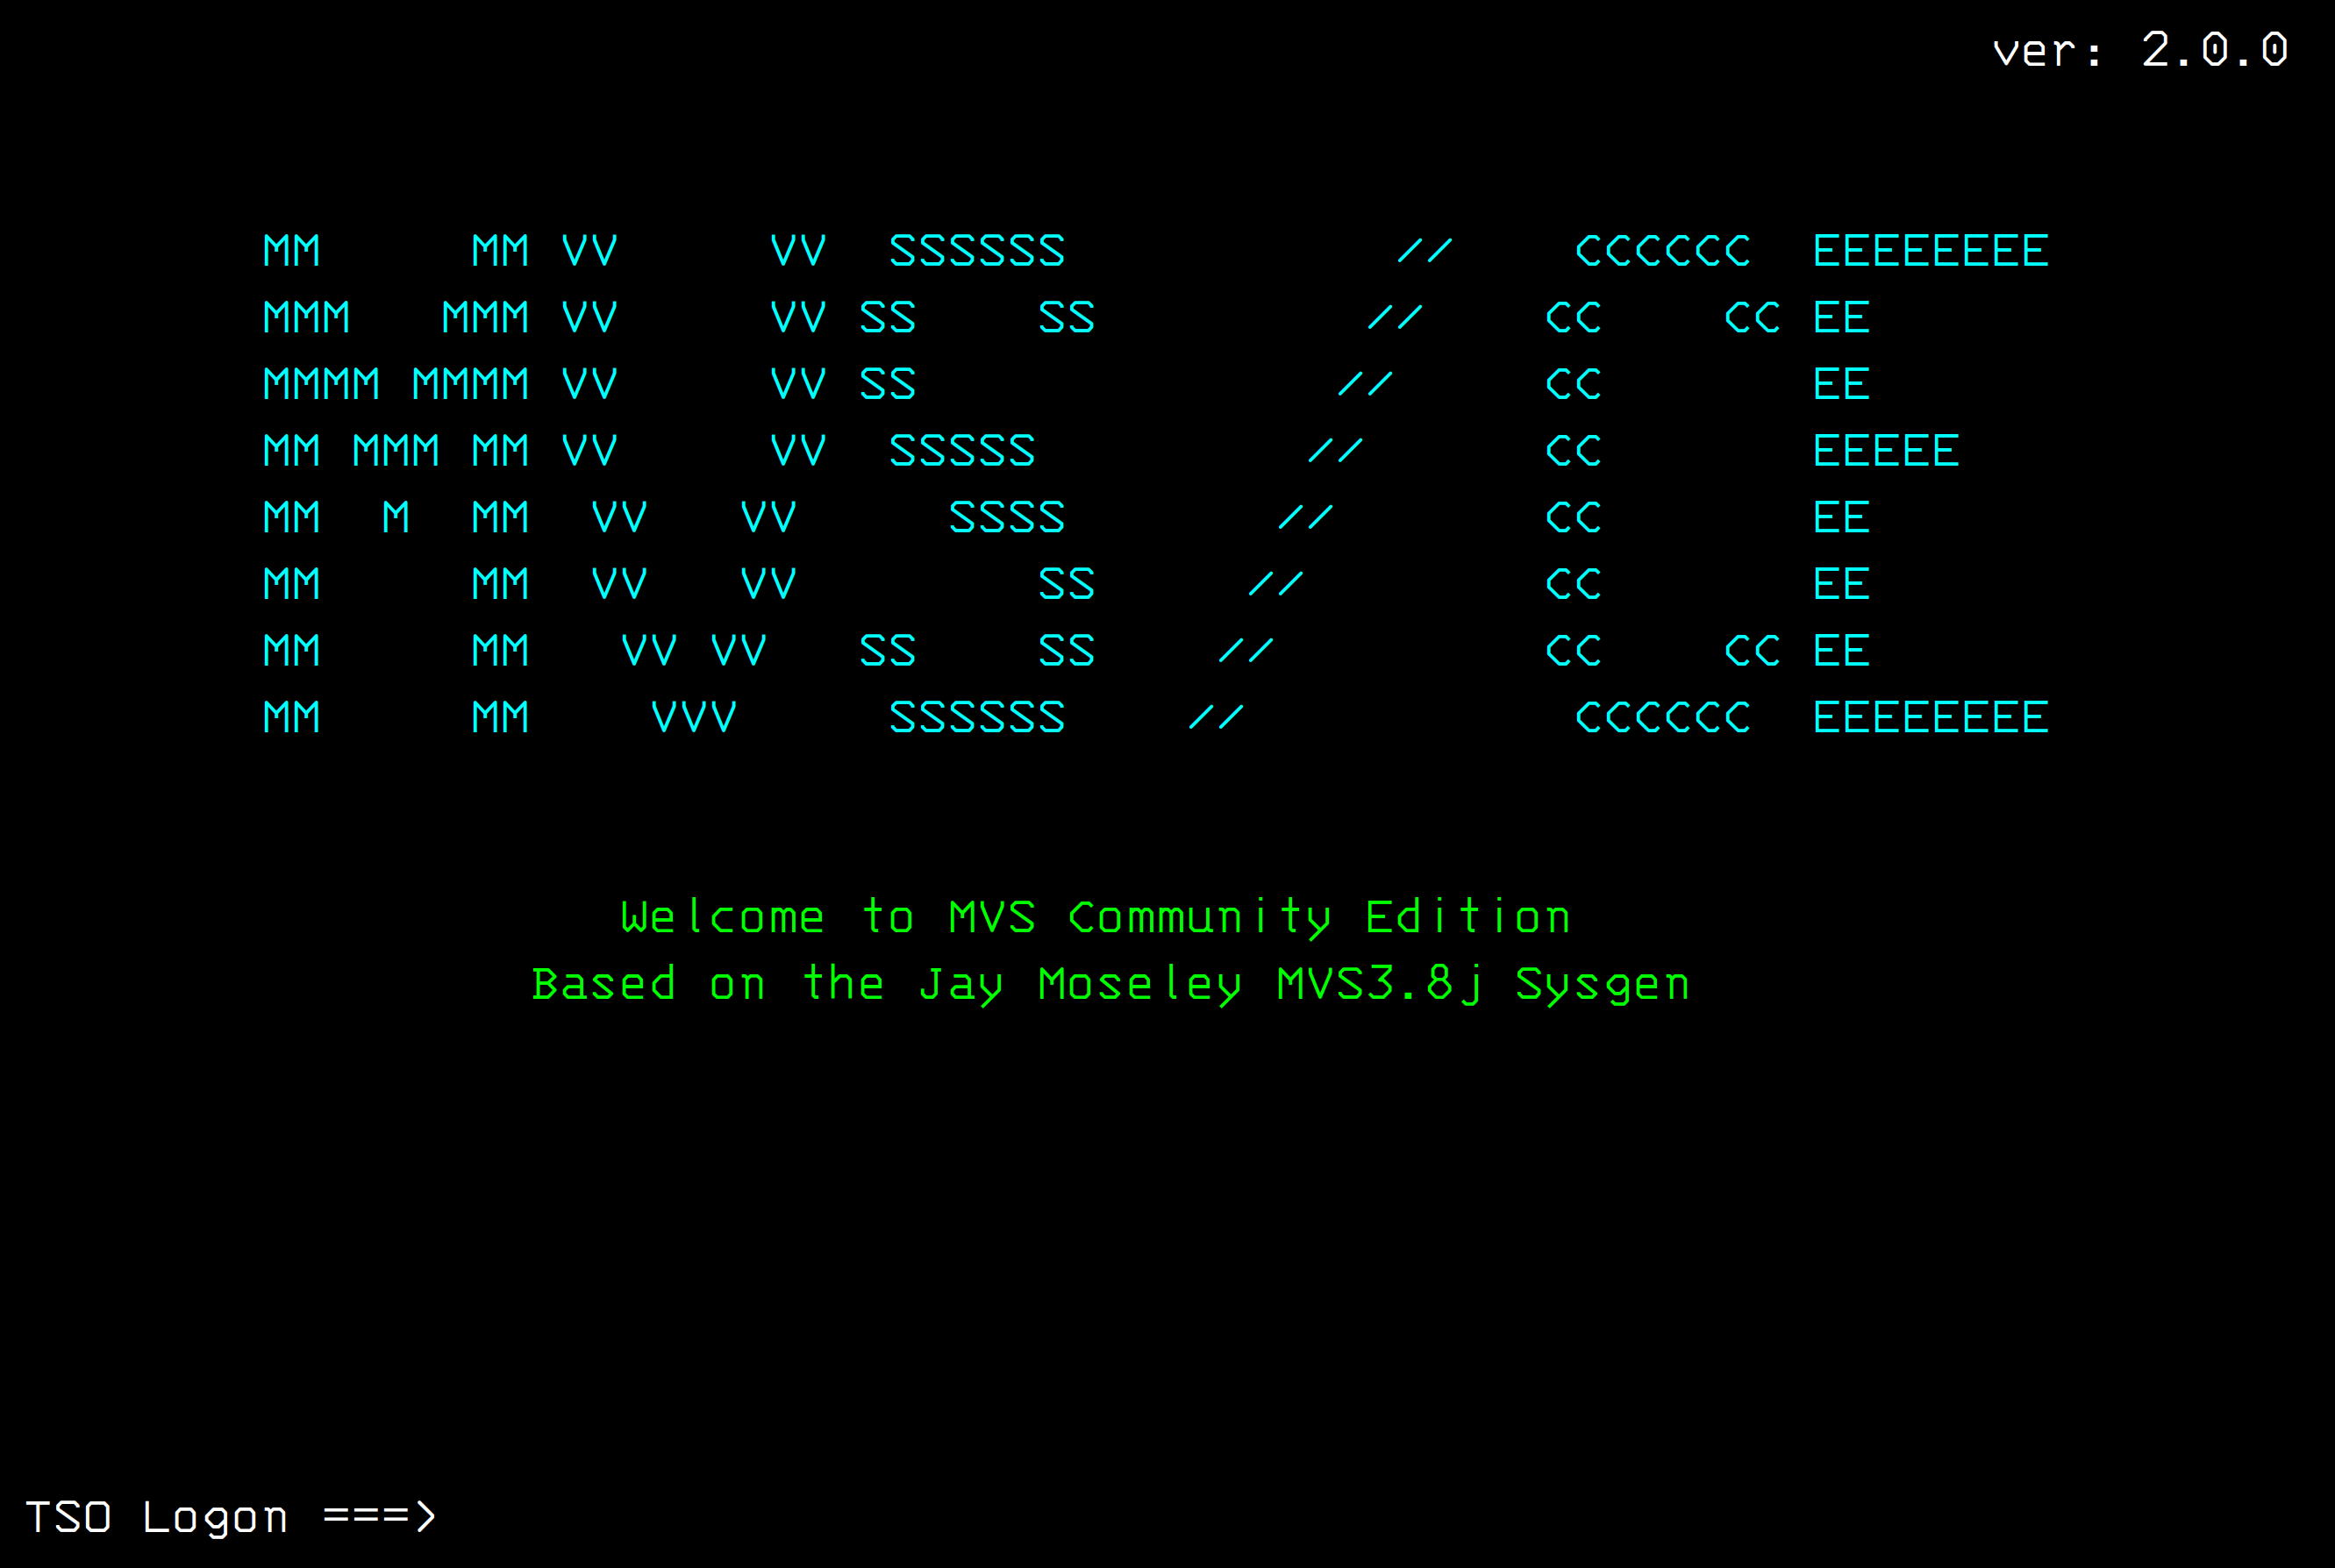 ver: 2.0.0
MM     MM VV     VV  SSSSSS           //    CCCCCC  EEEEEEEE
MMM   MMM VV     VV SS    SS         //    CC    CC EE
MMMM MMMM VV     VV SS              //     CC       EE
MM MMM MM VV     VV  SSSSS         //      CC       EEEEE
MM  M  MM  VV   VV     SSSS       //       CC       EE
MM     MM  VV   VV        SS     //        CC       EE
MM     MM   VV VV   SS    SS    //         CC    CC EE
MM     MM    VVV     SSSSSS    //           CCCCCC  EEEEEEEE
Welcome to MVS Community Edition
Based on the Jay Moseley MVS3.8j Sysgen
TSO Logon ===>